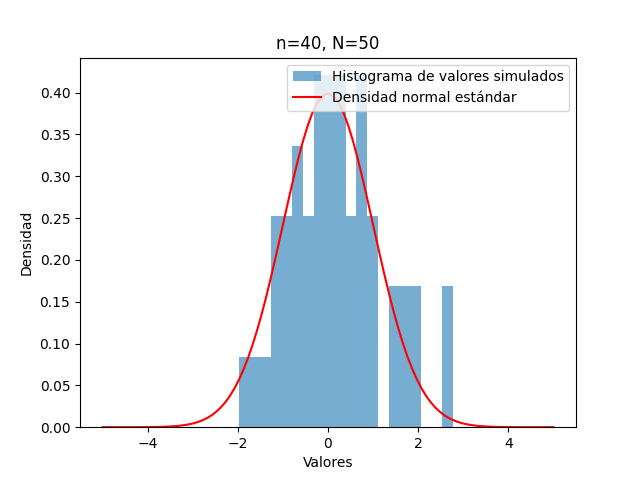 n=40, N=50
Histograma de valores simulados
Densidad normal estándar
0.40
0.35
0.30
0.25
0.20
0.15
0.10
0.05
0.00
Densidad
−4
−2
0
2
4
Valores